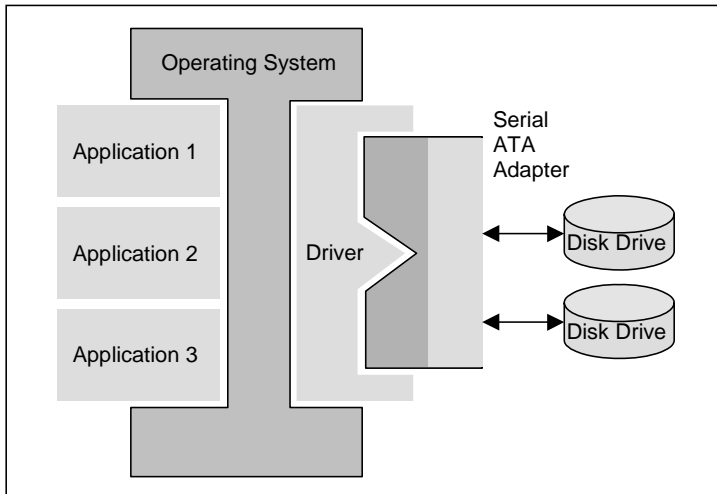 Operating System
Application 1
Application 2
Application 3
Driver
Serial
ATA
Adapter
Disk Drive
Disk Drive